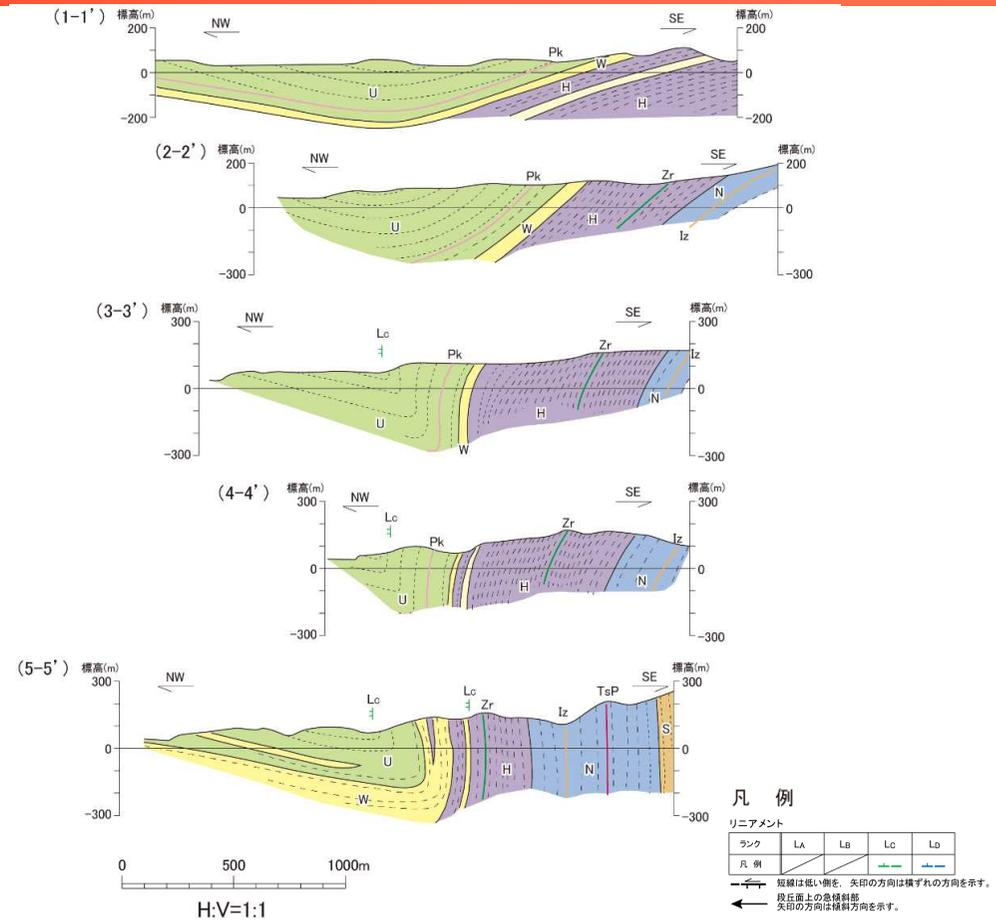 (1-1')
標高(m)
NW
SE
標高(m)
200
0
-200
Pk
W
H
U
H
200
0
-200
(2-2')
標高(m)
NW
SE
標高(m)
200
0
-300
Pk
Zr
N
H
U
W
Iz
200
0
-300
(3-3')
標高(m)
NW
SE
標高(m)
300
0
-300
Lc
Pk
Zr
Iz
N
H
U
W
300
0
-300
(4-4')
標高(m)
NW
SE
標高(m)
300
0
-300
Lc
Pk
Zr
Iz
N
H
U
300
0
-300
(5-5')
標高(m)
NW
SE
標高(m)
300
0
-300
Lc
Lc
Zr
Iz
TsP
S
U
H
N
W
300
0
-300
0 500 1000m
H:V=1:1
凡 例
リニアメント
ランク LA LB LC LD
凡 例
短線は低い側を, 矢印の方向は横ずれの方向を示す。
段丘面上の急傾斜部
矢印の方向は傾斜方向を示す。